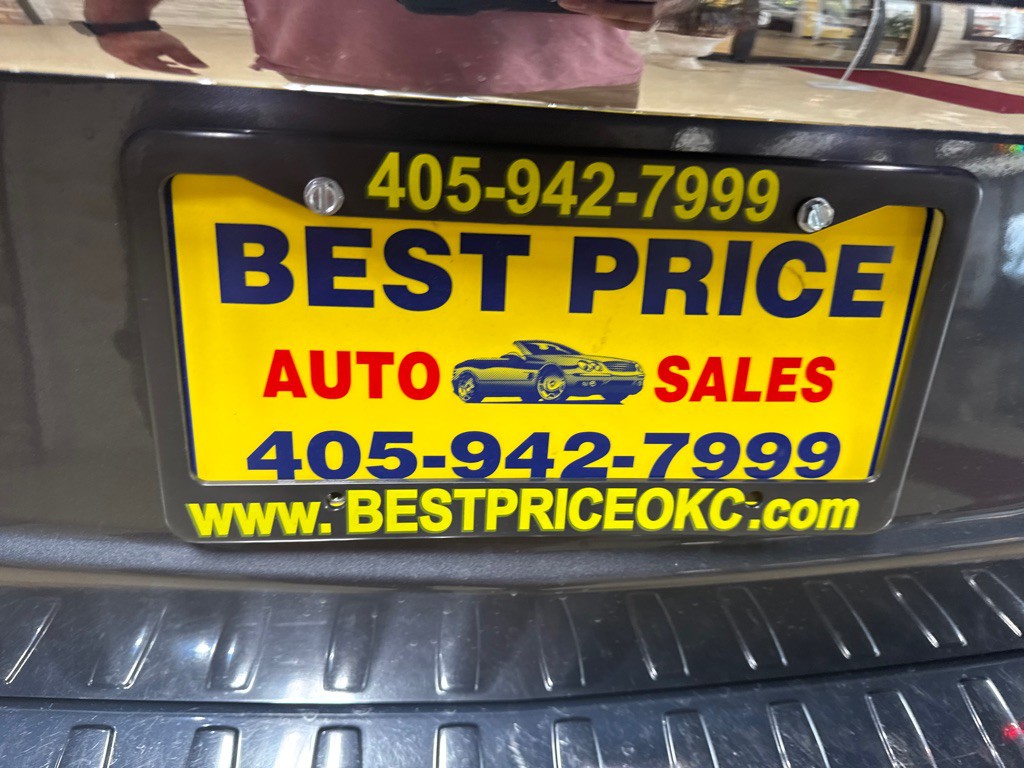 405-942-7999
BEST PRICE
AUTO SALES
405-942-7999
www.BESTPRICEOKC.com